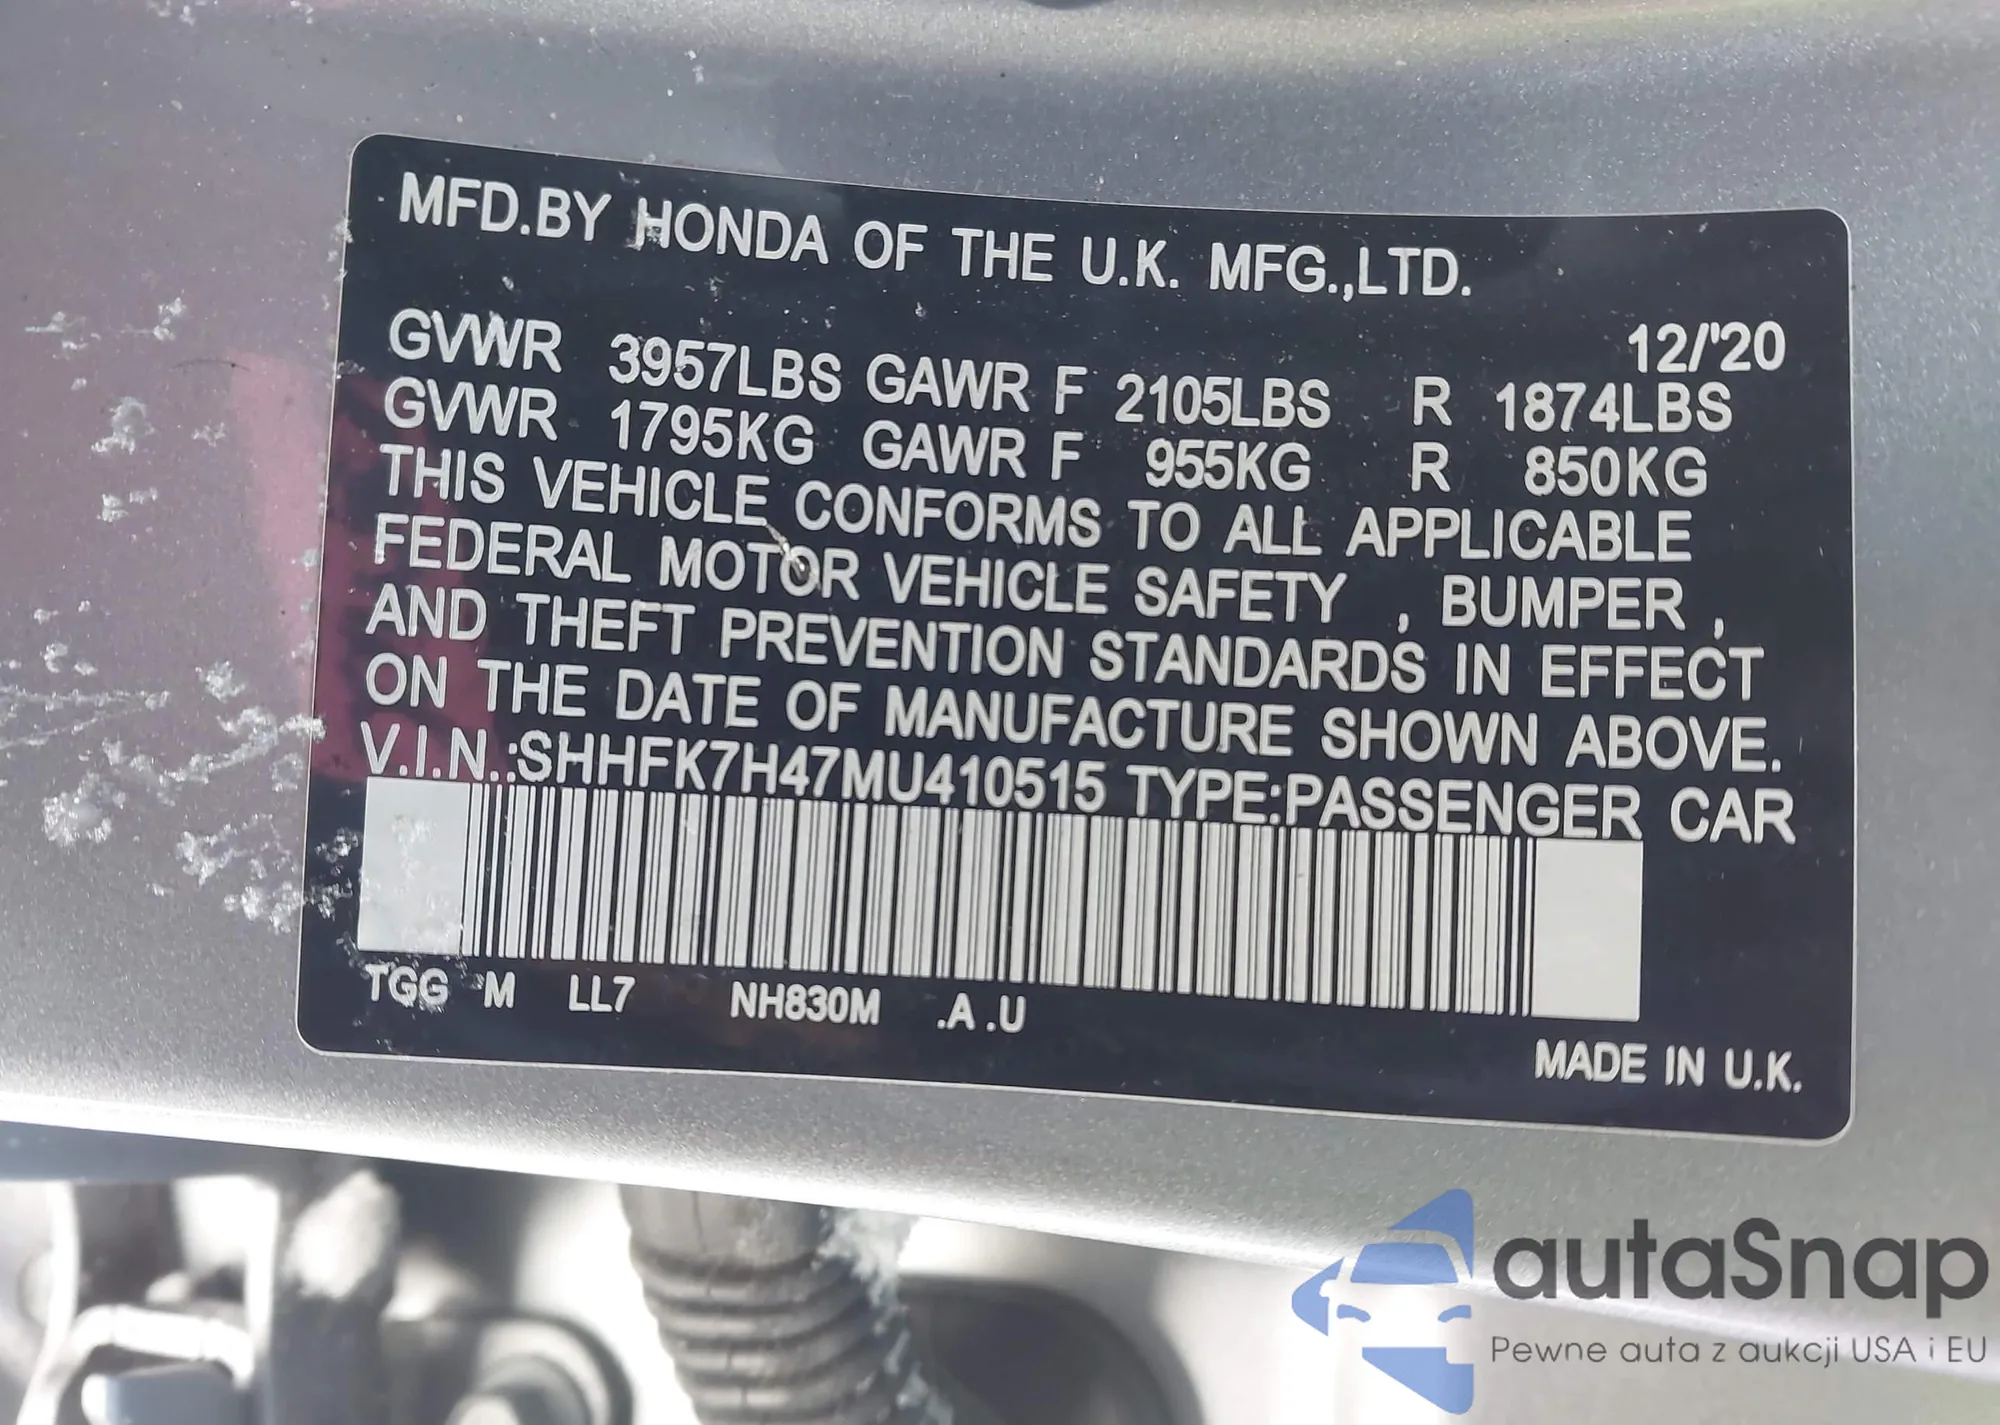 MFD.BY HONDA OF THE U.K. MFG.,LTD.
12/'20
GVWR 3957LBS GAWR F 2105LBS R 1874LBS
GVWR 1795KG GAWR F 955KG R 850KG
THIS VEHICLE CONFORMS TO ALL APPLICABLE
FEDERAL MOTOR VEHICLE SAFETY , BUMPER ,
AND THEFT PREVENTION STANDARDS IN EFFECT
ON THE DATE OF MANUFACTURE SHOWN ABOVE.
V.I.N.:SHHFK7H47MU410515 TYPE:PASSENGER CAR
TGG M LL7 NH830M .A .U
MADE IN U.K.
autaSnap
Pewne auta z aukcji USA i EU